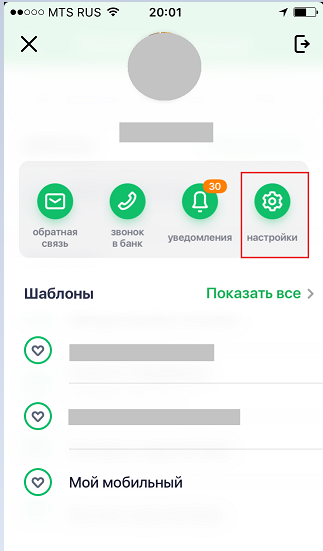 MTS RUS 20:01
30
обратная связь
звонок в банк
уведомления
настройки
Шаблоны Показать все
Мой мобильный